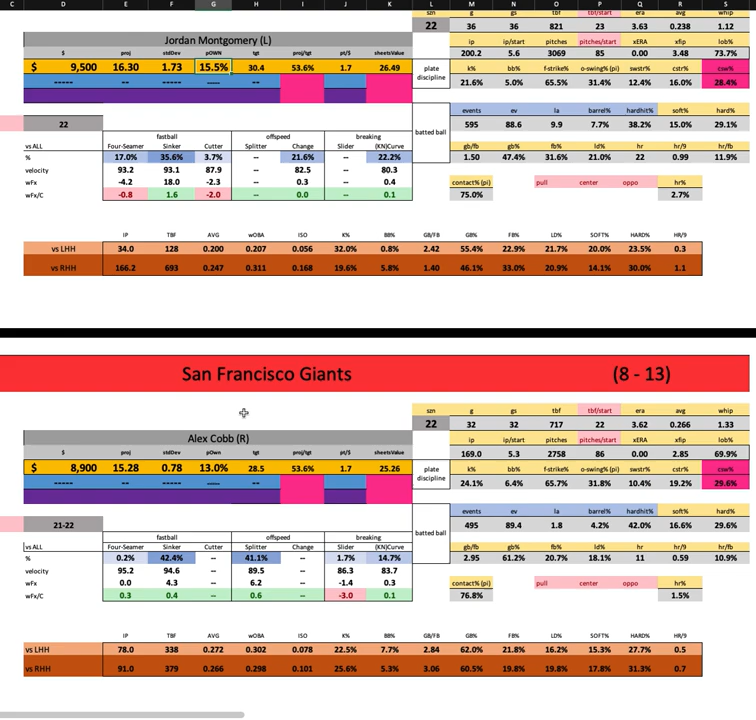 C D E F G H I J K L M N O P Q R S
szn g gs tbf tbf/start era avg whip
22 36 36 821 23 3.63 0.238 1.12
Jordan Montgomery (L)
ip ip/start pitches pitches/start xERA xfip lob%
200.2 5.6 3069 85 0.00 3.48 73.7%
$ proj stdDev pOWN tgt proj/tgt pt/$ sheetsValue
$ 9,500 16.30 1.73 15.5% 30.4 53.6% 1.7 26.49
plate discipline
k% bb% f-strike% o-swing% (pi) swstr% cstr% csw%
21.6% 5.0% 65.5% 31.4% 12.4% 16.0% 28.4%
----- -- ---- -- --
events ev la barrel% hardhit% soft% hard%
22
595 88.6 9.9 7.7% 38.2% 15.0% 29.1%
fastball offspeed breaking
batted ball
vs ALL Four-Seamer Sinker Cutter Splitter Change Slider (KN)Curve
gb/fb gb% fb% ld% hr hr/9 hr/fb
% 17.0% 35.6% 3.7% -- 21.6% -- 22.2%
1.50 47.4% 31.6% 21.0% 22 0.99 11.9%
velocity 93.2 93.1 87.9 -- 82.5 -- 80.3
wFx -4.2 18.0 -2.3 -- 0.3 -- 0.4
contact% (pi) pull center oppo hr%
wFx/C -0.8 1.6 -2.0 -- 0.0 -- 0.1
75.0% 2.7%
IP TBF AVG wOBA ISO K% BB% GB/FB GB% FB% LD% SOFT% HARD% HR/9
vs LHH 34.0 128 0.200 0.207 0.056 32.0% 0.8% 2.42 55.4% 22.9% 21.7% 20.0% 23.5% 0.3
vs RHH 166.2 693 0.247 0.311 0.168 19.6% 5.8% 1.40 46.1% 33.0% 20.9% 14.1% 30.0% 1.1
San Francisco Giants (8 - 13)
szn g gs tbf tbf/start era avg whip
22 32 32 717 22 3.62 0.266 1.33
Alex Cobb (R)
ip ip/start pitches pitches/start xERA xfip lob%
169.0 5.3 2758 86 0.00 2.85 69.9%
$ proj stdDev pOwn tgt proj/tgt pt/$ sheetsValue
$ 8,900 15.28 0.78 13.0% 28.5 53.6% 1.7 25.26
plate discipline
k% bb% f-strike% o-swing% (pi) swstr% cstr% csw%
24.1% 6.4% 65.7% 31.8% 10.4% 19.2% 29.6%
----- -- ---- -- --
events ev la barrel% hardhit% soft% hard%
21-22
495 89.4 1.8 4.2% 42.0% 16.6% 29.6%
fastball offspeed breaking
batted ball
vs ALL Four-Seamer Sinker Cutter Splitter Change Slider (KN)Curve
gb/fb gb% fb% ld% hr hr/9 hr/fb
% 0.2% 42.4% -- 41.1% -- 1.7% 14.7%
2.95 61.2% 20.7% 18.1% 11 0.59 10.9%
velocity 95.2 94.6 -- 89.5 -- 86.3 83.7
wFx 0.0 4.3 -- 6.2 -- -1.4 0.3
contact% (pi) pull center oppo hr%
wFx/C 0.3 0.4 -- 0.6 -- -3.0 0.1
76.8% 1.5%
IP TBF AVG wOBA ISO K% BB% GB/FB GB% FB% LD% SOFT% HARD% HR/9
vs LHH 78.0 338 0.272 0.302 0.078 22.5% 7.7% 2.84 62.0% 21.8% 16.2% 15.3% 27.7% 0.5
vs RHH 91.0 379 0.266 0.298 0.101 25.6% 5.3% 3.06 60.5% 19.8% 19.8% 17.8% 31.3% 0.7